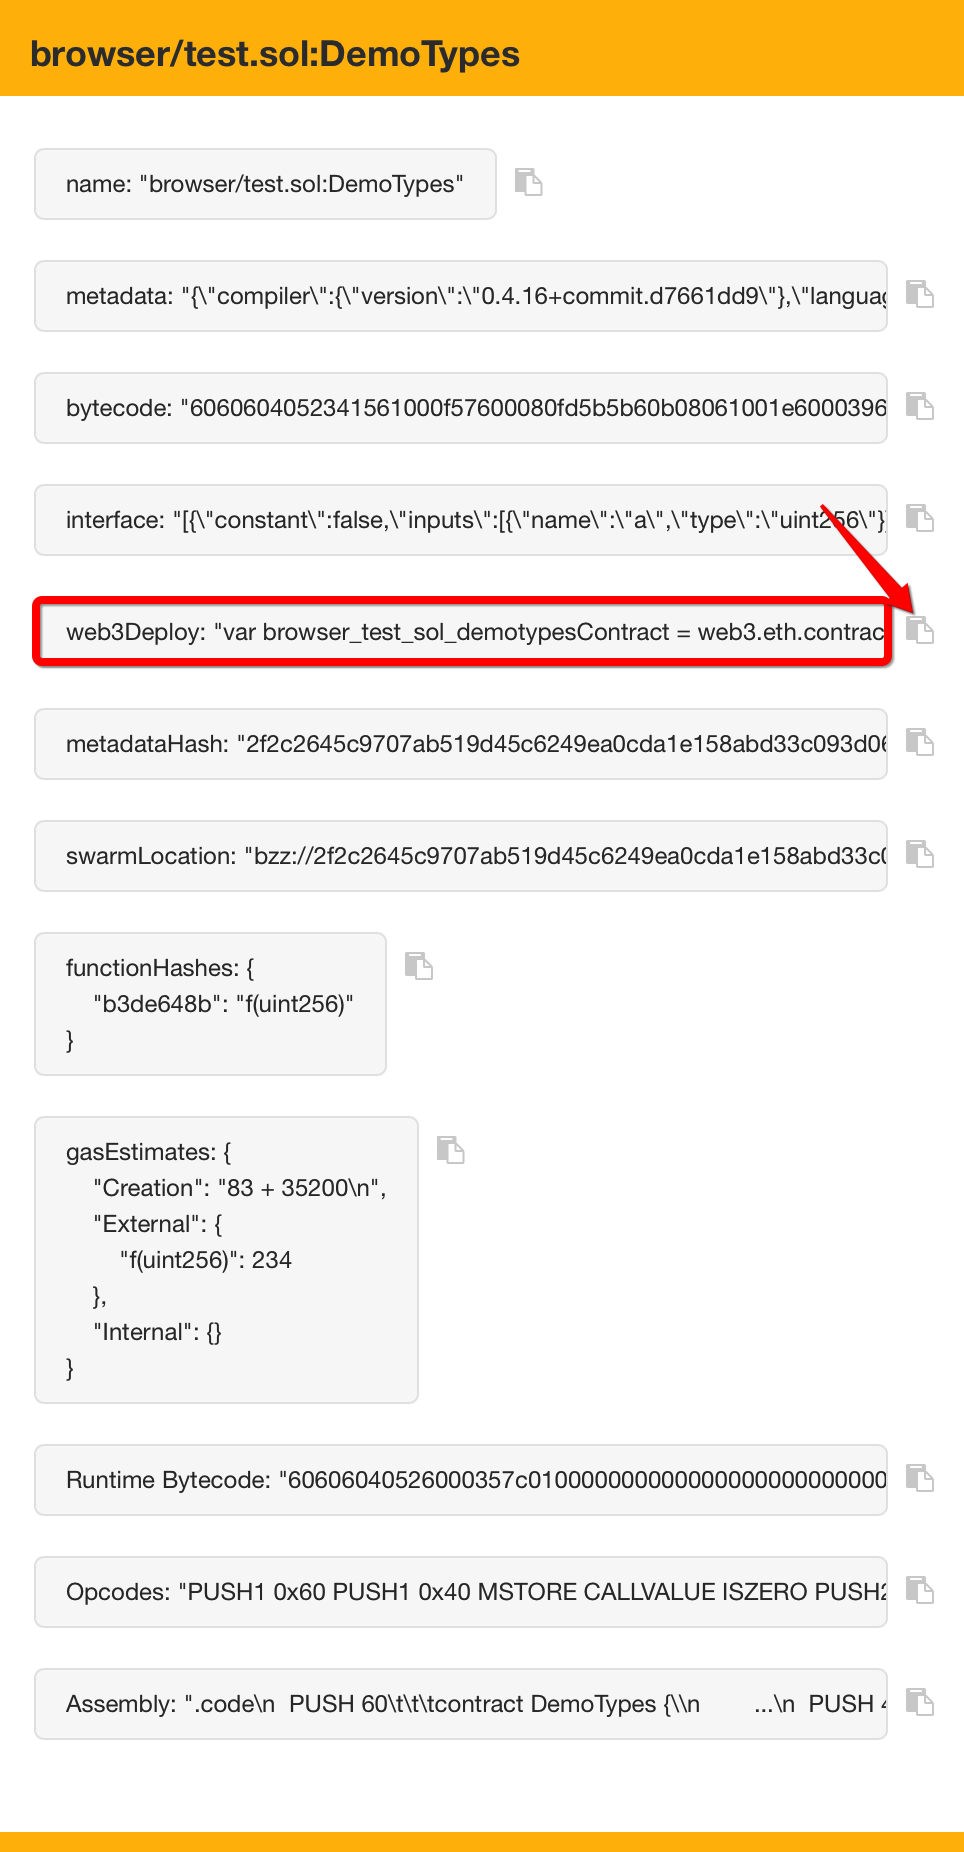 browser/test.sol:DemoTypes
name: "browser/test.sol:DemoTypes"
metadata: "{\"compiler\":{\"version\":\"0.4.16+commit.d7661dd9\"},\"languag
bytecode: "6060604052341561000f57600080fd5b5b60b08061001e6000396
interface: "[{\"constant\":false,\"inputs\":[{\"name\":\"a\",\"type\":\"uint256\"}]
web3Deploy: "var browser_test_sol_demotypesContract = web3.eth.contrac
metadataHash: "2f2c2645c9707ab519d45c6249ea0cda1e158abd33c093d06
swarmLocation: "bzz://2f2c2645c9707ab519d45c6249ea0cda1e158abd33c0
functionHashes: {
"b3de648b": "f(uint256)"
}
gasEstimates: {
"Creation": "83 + 35200\n",
"External": {
"f(uint256)": 234
},
"Internal": {}
}
Runtime Bytecode: "60606040526000357c0100000000000000000000000000
Opcodes: "PUSH1 0x60 PUSH1 0x40 MSTORE CALLVALUE ISZERO PUSH2
Assembly: ".code\n  PUSH 60\t\t\tcontract DemoTypes {\\n        ...\n  PUSH 4